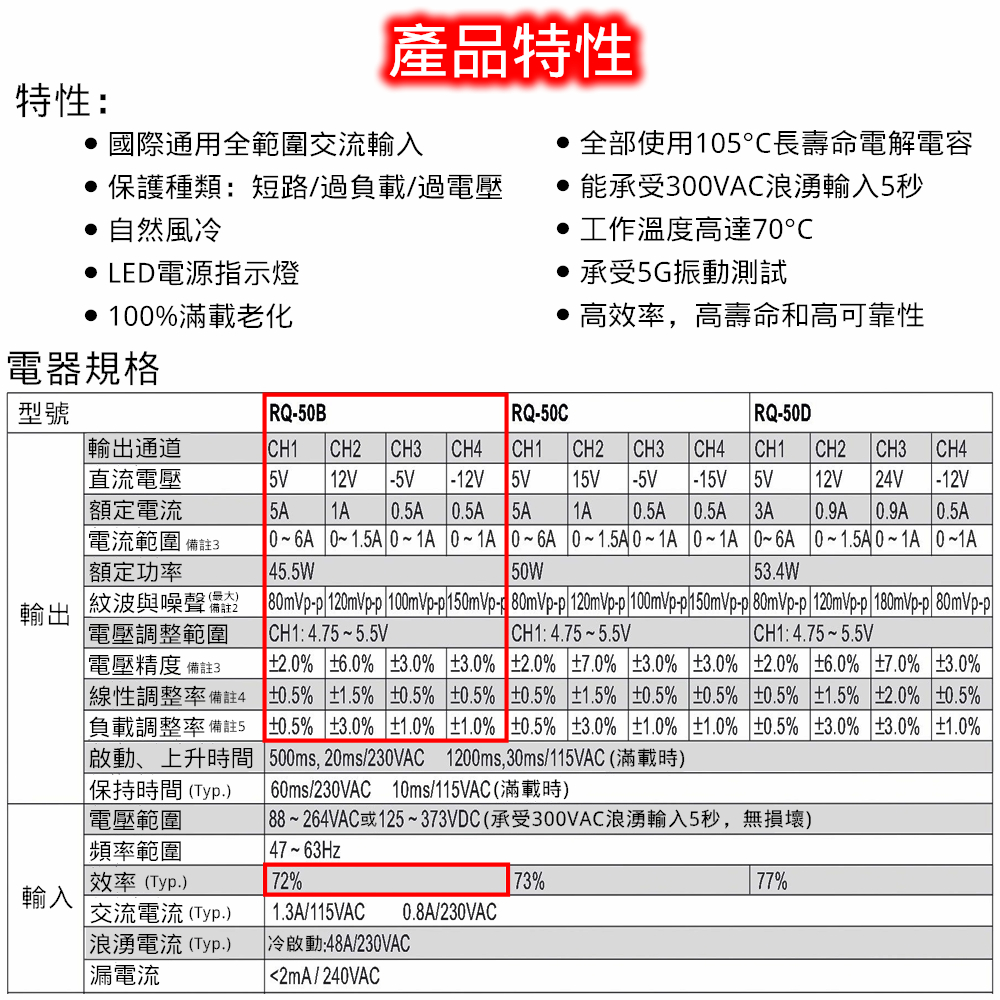 產品特性
特性：
• 國際通用全範圍交流輸入
• 保護種類：短路/過負載/過電壓
• 自然風冷
• LED電源指示燈
• 100%滿載老化
• 全部使用105°C長壽命電解電容
• 能承受300VAC浪湧輸入5秒
• 工作溫度高達70°C
• 承受5G振動測試
• 高效率，高壽命和高可靠性
電器規格
型號 RQ-50B RQ-50C RQ-50D
輸出
輸出通道 CH1 CH2 CH3 CH4 CH1 CH2 CH3 CH4 CH1 CH2 CH3 CH4
直流電壓 5V 12V -5V -12V 5V 15V -5V -15V 5V 12V 24V -12V
額定電流 5A 1A 0.5A 0.5A 5A 1A 0.5A 0.5A 3A 0.9A 0.9A 0.5A
電流範圍 備註3 0~6A 0~1.5A 0~1A 0~1A 0~6A 0~1.5A 0~1A 0~1A 0~6A 0~1.5A 0~1A 0~1A
額定功率 45.5W 50W 53.4W
紋波與噪聲 (最大) 備註2 80mVp-p 120mVp-p 100mVp-p 150mVp-p 80mVp-p 120mVp-p 100mVp-p 150mVp-p 80mVp-p 120mVp-p 180mVp-p 80mVp-p
電壓調整範圍 CH1: 4.75~5.5V CH1: 4.75~5.5V CH1: 4.75~5.5V
電壓精度 備註3 ±2.0% ±6.0% ±3.0% ±3.0% ±2.0% ±7.0% ±3.0% ±3.0% ±2.0% ±6.0% ±7.0% ±3.0%
線性調整率 備註4 ±0.5% ±1.5% ±0.5% ±0.5% ±0.5% ±1.5% ±0.5% ±0.5% ±0.5% ±1.5% ±2.0% ±0.5%
負載調整率 備註5 ±0.5% ±3.0% ±1.0% ±1.0% ±0.5% ±3.0% ±1.0% ±1.0% ±0.5% ±3.0% ±3.0% ±1.0%
啟動、上升時間 500ms, 20ms/230VAC 1200ms,30ms/115VAC (滿載時)
保持時間 (Typ.) 60ms/230VAC 10ms/115VAC (滿載時)
輸入
電壓範圍 88~264VAC或125~373VDC (承受300VAC浪湧輸入5秒，無損壞)
頻率範圍 47~63Hz
效率 (Typ.) 72% 73% 77%
交流電流 (Typ.) 1.3A/115VAC 0.8A/230VAC
浪湧電流 (Typ.) 冷啟動:48A/230VAC
漏電流 <2mA / 240VAC